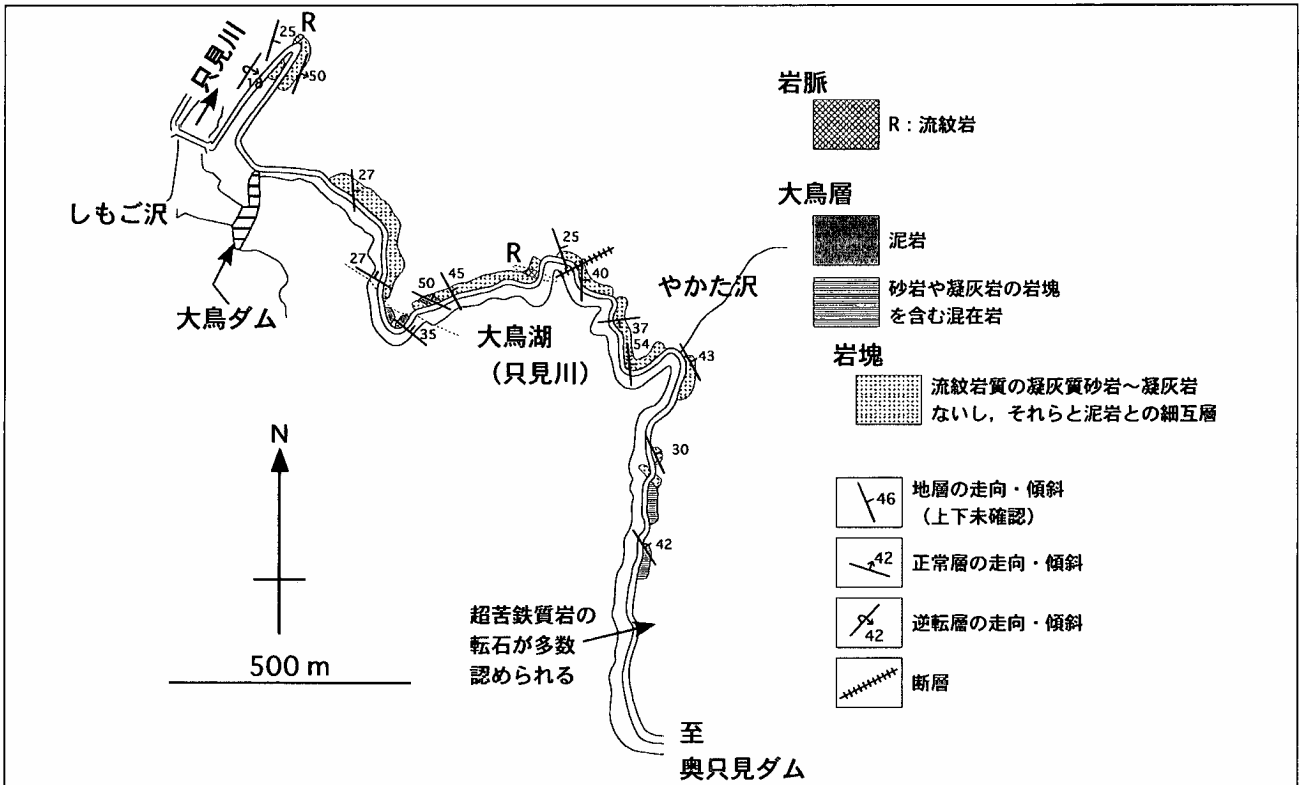 只見川
25
R
18
50
27
しもご沢
大鳥ダム
27
50
45
R
25
40
35
大鳥湖
(只見川)
37
54
やかた沢
43
30
42
超苦鉄質岩の
転石が多数
認められる
至
奥只見ダム
N
500 m
岩脈
R:流紋岩
大鳥層
泥岩
砂岩や凝灰岩の岩塊
を含む混在岩
岩塊
流紋岩質の凝灰質砂岩~凝灰岩
ないし,それらと泥岩との細互層
46
地層の走向・傾斜
(上下未確認)
42
正常層の走向・傾斜
42
逆転層の走向・傾斜
断層